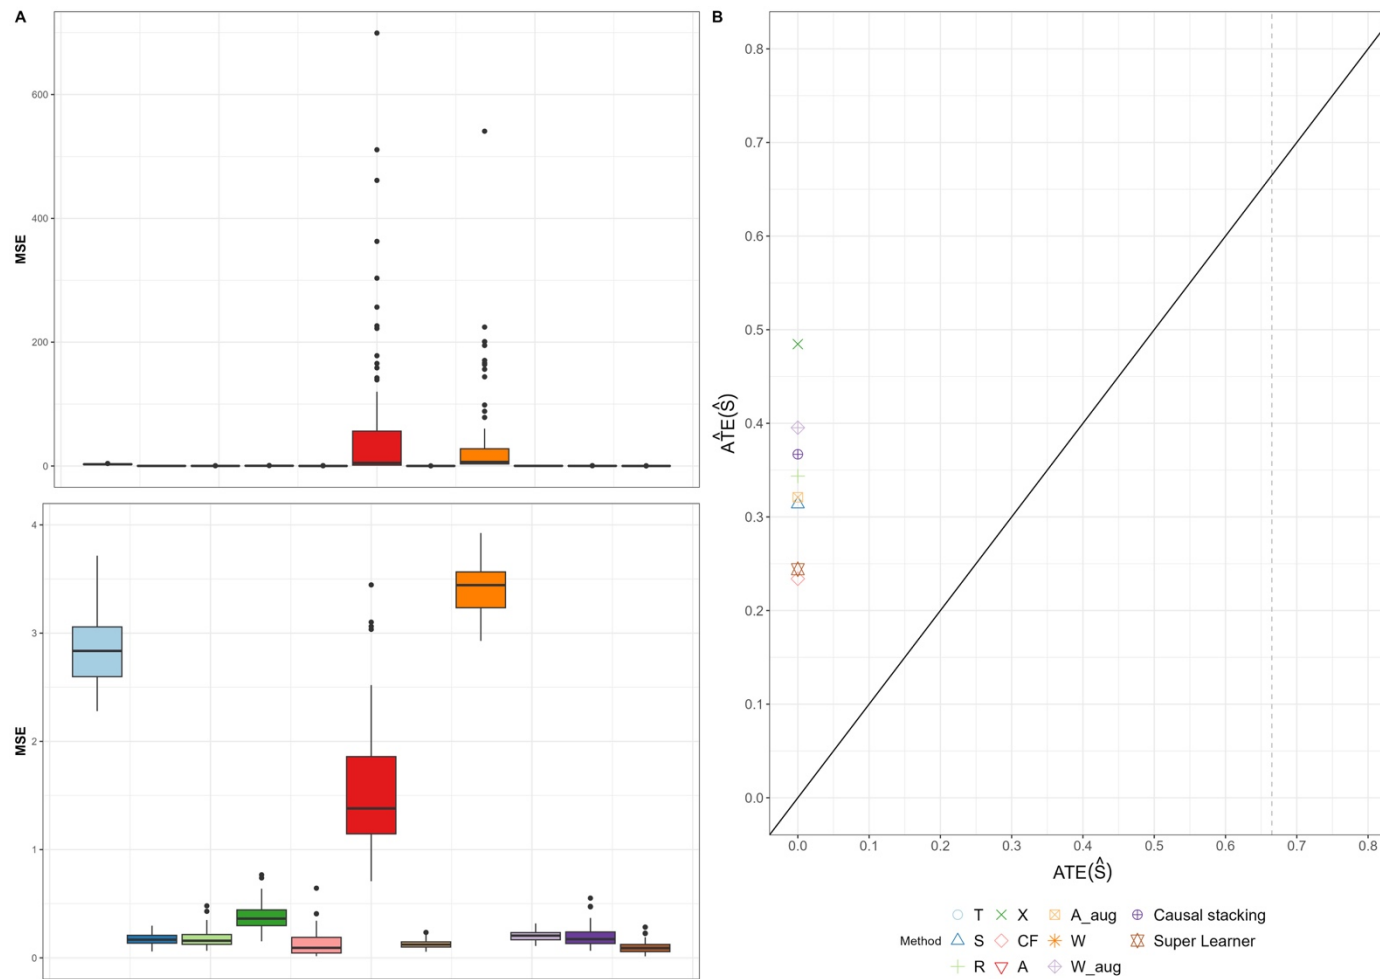 A
MSE
600
400
200
0
MSE
4
3
2
1
0
B
AT̂E(Ŝ)
0.8
0.7
0.6
0.5
0.4
0.3
0.2
0.1
0.0
0.0 0.1 0.2 0.3 0.4 0.5 0.6 0.7 0.8
ATE(Ŝ)
Method
T X A_aug Causal stacking
S CF W Super Learner
R A W_aug